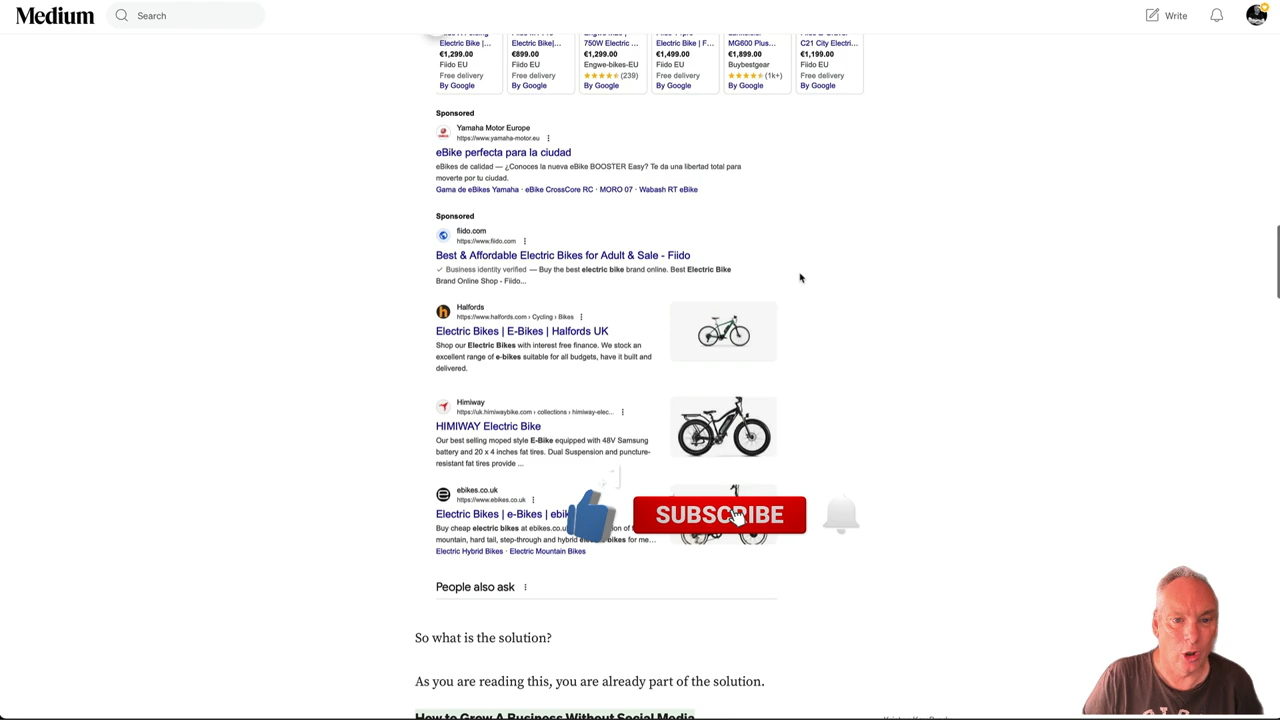 Medium
Search
Write
Electric Bike |... Electric Bike|... 750W Electric ... Electric Bike | F... MG600 Plus... C21 City Electri...
€1,299.00 €899.00 €1,299.00 €1,499.00 €1,899.00 €1,199.00
Fiido EU Fiido EU Engwe-bikes-EU Fiido EU Buybestgear Fiido EU
Free delivery Free delivery (239) Free delivery (1k+) Free delivery
By Google By Google By Google By Google By Google By Google
Sponsored
Yamaha Motor Europe
https://www.yamaha-motor.eu
eBike perfecta para la ciudad
eBikes de calidad — ¿Conoces la nueva eBike BOOSTER Easy? Te da una libertad total para
moverte por tu ciudad.
Gama de eBikes Yamaha · eBike CrossCore RC · MORO 07 · Wabash RT eBike
Sponsored
fiido.com
https://www.fiido.com
Best & Affordable Electric Bikes for Adult & Sale - Fiido
✓ Business identity verified — Buy the best electric bike brand online. Best Electric Bike
Brand Online Shop - Fiido...
Halfords
https://www.halfords.com › Cycling › Bikes
Electric Bikes | E-Bikes | Halfords UK
Shop our Electric Bikes with interest free finance. We stock an
excellent range of e-bikes suitable for all budgets, have it built and
delivered.
Himiway
https://uk.himiwaybike.com › collections › himiway-elec...
HIMIWAY Electric Bike
Our best selling moped style E-Bike equipped with 48V Samsung
battery and 20 x 4 inches fat tires. Dual Suspension and puncture-
resistant fat tires provide ...
ebikes.co.uk
https://www.ebikes.co.uk
Electric Bikes | e-Bikes |
SUBSCRIBE
Buy cheap electric bikes at of
mountain, hard tail, step-through and hybrid bikes for me...
Electric Hybrid Bikes · Electric Mountain Bikes
People also ask
So what is the solution?
As you are reading this, you are already part of the solution.
How to Grow A Business Without Social Media